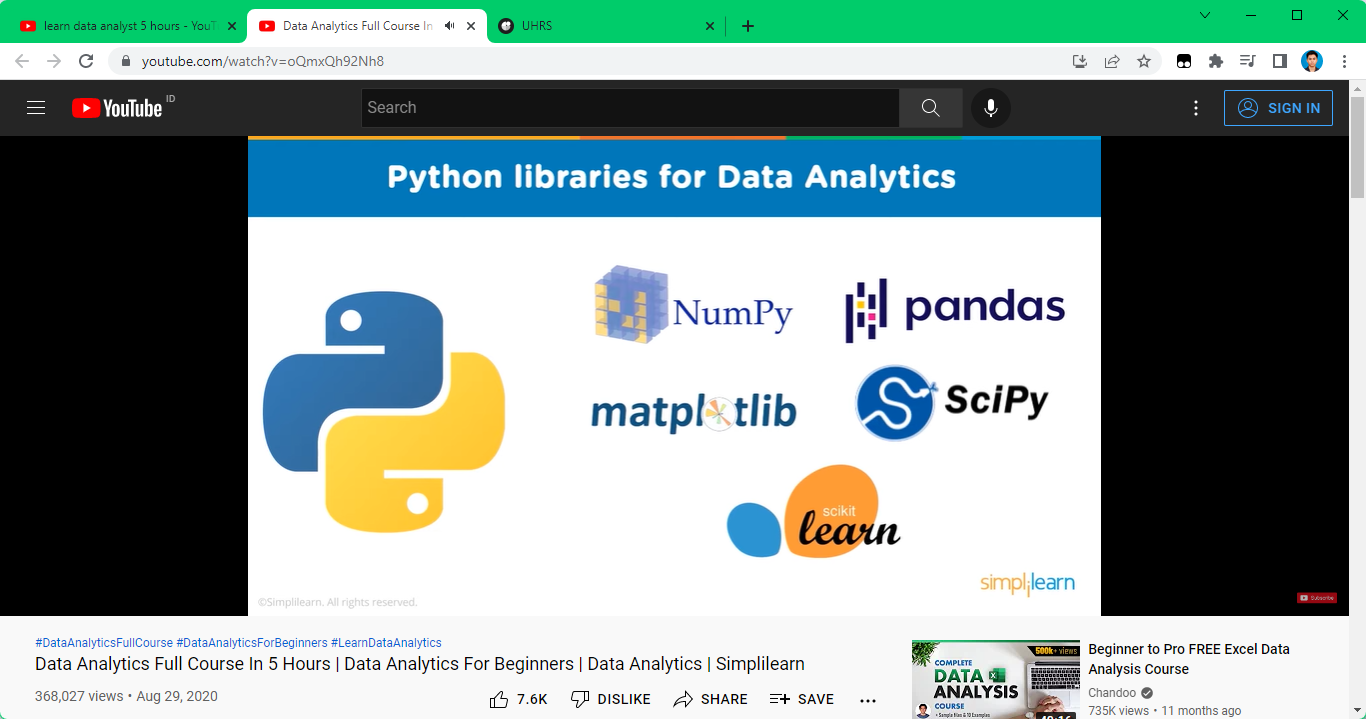 learn data analyst 5 hours - YouT
Data Analytics Full Course In
UHRS
youtube.com/watch?v=oQmxQh92Nh8
YouTube ID
Search
SIGN IN
Python libraries for Data Analytics
NumPy
pandas
matplotlib
SciPy
scikit
learn
simplilearn
©Simplilearn. All rights reserved.
Subscribe
#DataAnalyticsFullCourse #DataAnalyticsForBeginners #LearnDataAnalytics
Data Analytics Full Course In 5 Hours | Data Analytics For Beginners | Data Analytics | Simplilearn
368,027 views • Aug 29, 2020
7.6K
DISLIKE
SHARE
SAVE
500k+ views
COMPLETE
DATA
ANALYSIS
COURSE
• Sample files & 10 Examples
Beginner to Pro FREE Excel Data
Analysis Course
Chandoo
735K views • 11 months ago